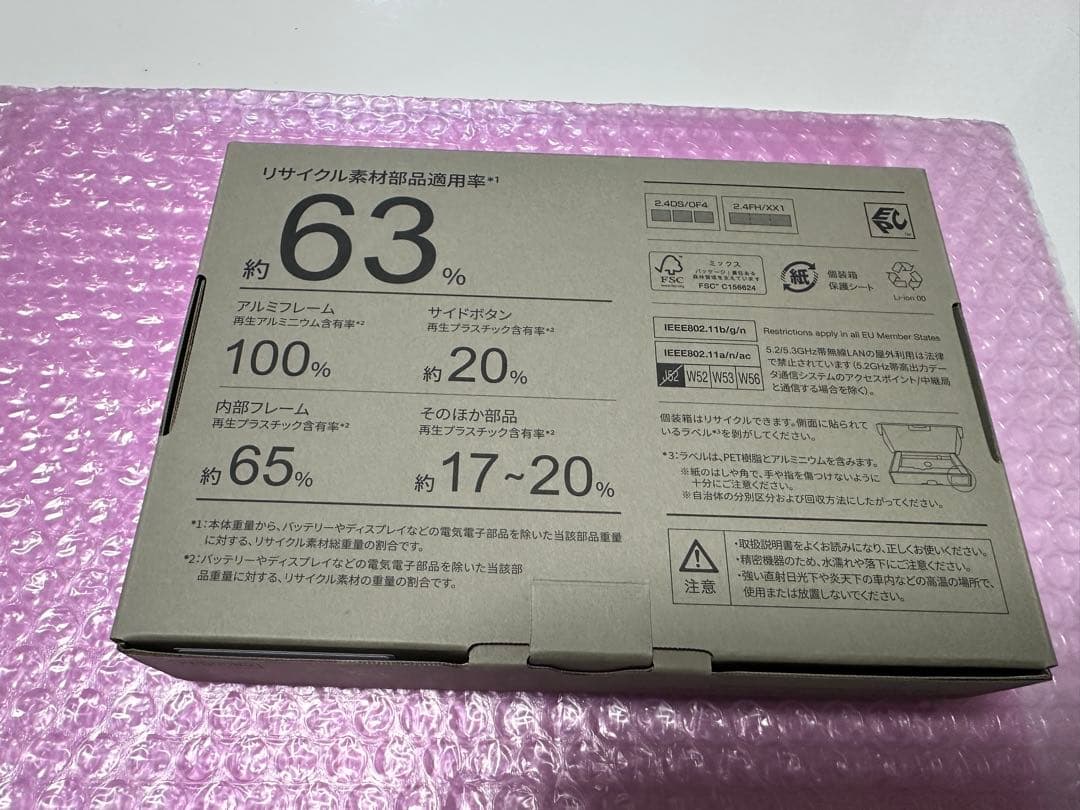 リサイクル素材部品適用率*1
約63%
アルミフレーム
再生アルミニウム含有率*2
100%
サイドボタン
再生プラスチック含有率*2
約20%
内部フレーム
再生プラスチック含有率*2
約65%
そのほか部品
再生プラスチック含有率*2
約17~20%
*1:本体重量から、バッテリーやディスプレイなどの電気電子部品を除いた当該部品重量
に対する、リサイクル素材総重量の割合です。
*2:バッテリーやディスプレイなどの電気電子部品を除いた当該部
品重量に対する、リサイクル素材の重量の割合です。
2.4DS/OF4
2.4FH/XX1
FSC
ミックス
パッケージ|責任ある
森林管理を支えています
FSC® C156624
紙
個装箱
保護シート
Li-ion 00
IEEE802.11b/g/n
Restrictions apply in all EU Member States
IEEE802.11a/n/ac
J52 W52 W53 W56
5.2/5.3GHz帯無線LANの屋外利用は法律
で禁止されています(5.2GHz帯高出力デー
タ通信システムのアクセスポイント/中継局
と通信する場合を除く)。
個装箱はリサイクルできます。側面に貼られて
いるラベル*3を剥がしてください。
*3:ラベルは、PET樹脂とアルミニウムを含みます。
※紙のはしや角で、手や指を傷つけないように
十分にご注意ください。
※自治体の分別区分および回収方法にしたがってください。
注意
・取扱説明書をよくお読みになり、正しくお使いください。
・精密機器のため、水濡れや落下にご注意ください。
・強い直射日光下や炎天下の車内などの高温の場所で、
使用または放置しないでください。